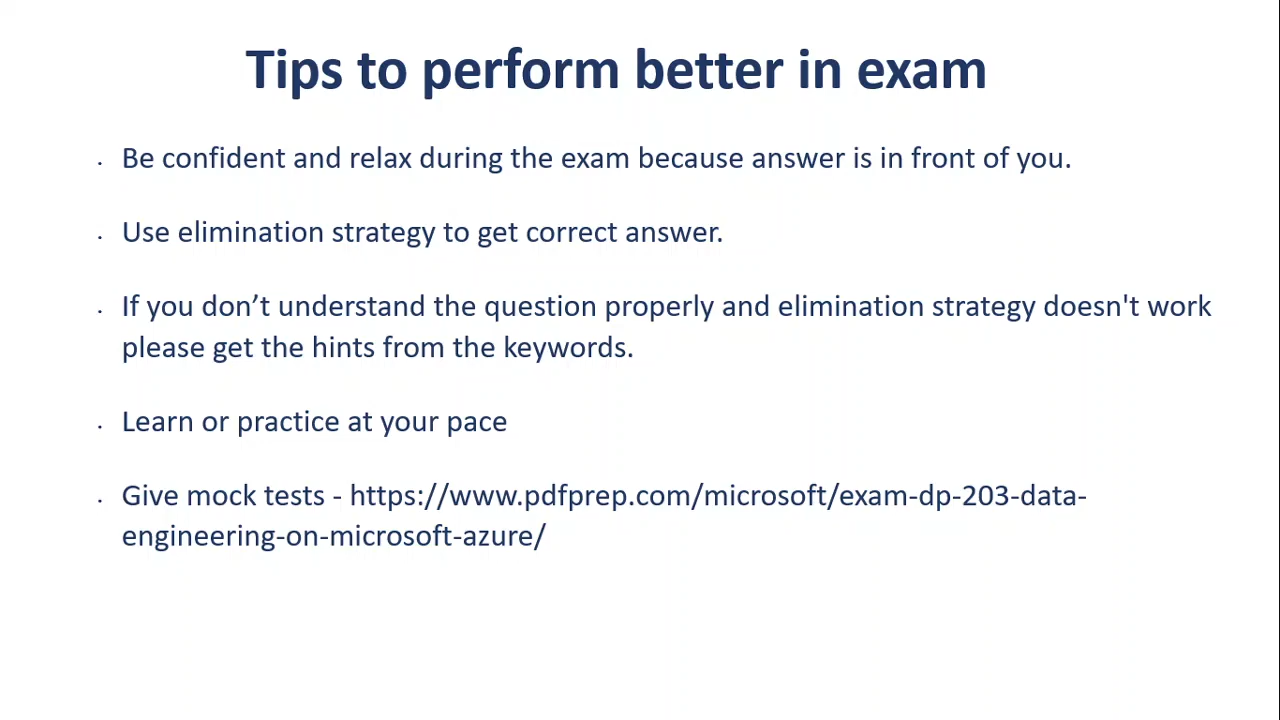 Tips to perform better in exam
· Be confident and relax during the exam because answer is in front of you.
· Use elimination strategy to get correct answer.
· If you don’t understand the question properly and elimination strategy doesn't work
please get the hints from the keywords.
· Learn or practice at your pace
· Give mock tests - https://www.pdfprep.com/microsoft/exam-dp-203-data-
engineering-on-microsoft-azure/